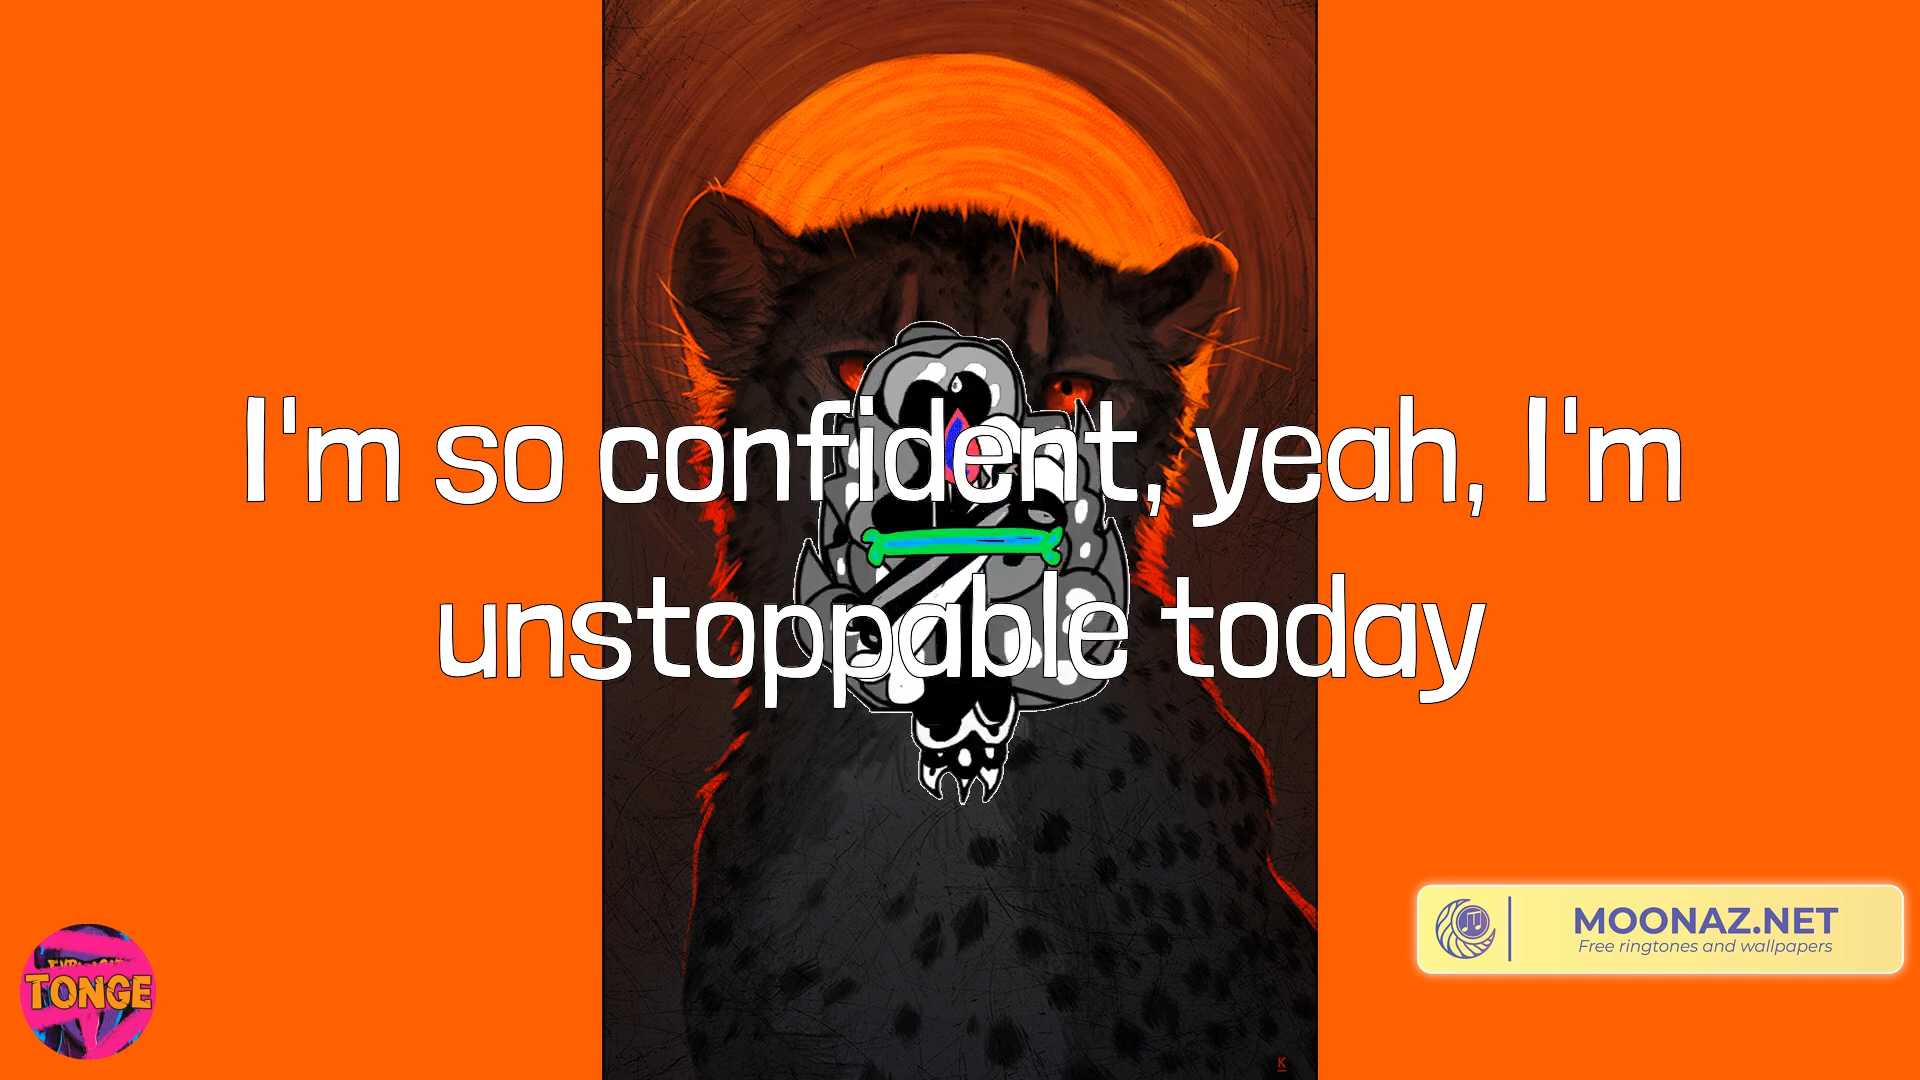 I'm so confident, yeah, I'm
unstoppable today
TONGE
MOONAZ.NET
Free ringtones and wallpapers
K